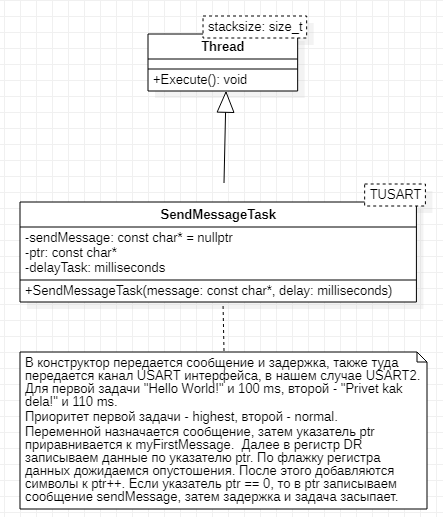 stacksize: size_t
Thread
+Execute(): void
TUSART
SendMessageTask
-sendMessage: const char* = nullptr
-ptr: const char*
-delayTask: milliseconds
+SendMessageTask(message: const char*, delay: milliseconds)
В конструктор передается сообщение и задержка, также туда
передается канал USART интерфейса, в нашем случае USART2.
Для первой задачи "Hello World!" и 100 ms, второй - "Privet kak
dela!" и 110 ms.
Приоритет первой задачи - highest, второй - normal.
Переменной назначается сообщение, затем указатель ptr
приравнивается к myFirstMessage.  Далее в регистр DR
записываем данные по указателю ptr. По флажку регистра
данных дожидаемся опустошения. После этого добавляются
символы к ptr++. Если указатель ptr == 0, то в ptr записываем
сообщение sendMessage, затем задержка и задача засыпает.